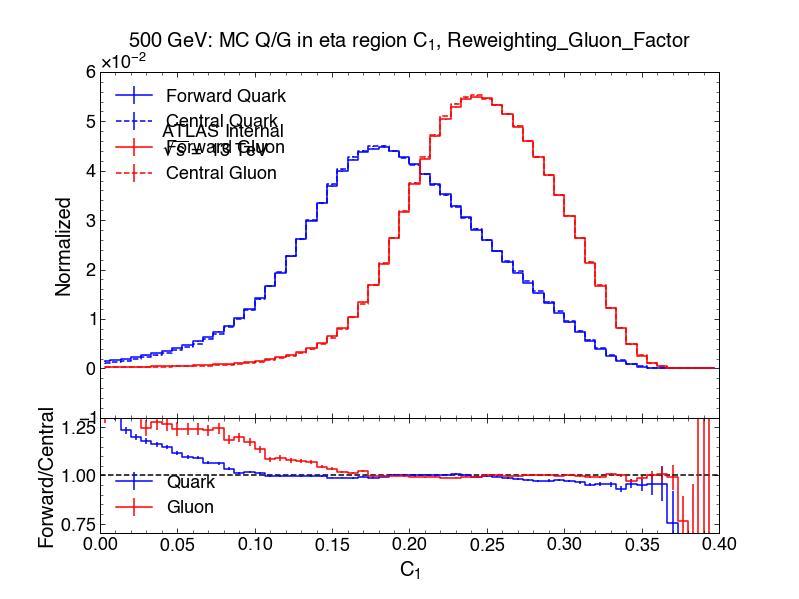 500 GeV: MC Q/G in eta region C₁, Reweighting_Gluon_Factor
×10⁻²
6
5
4
3
2
1
0
−1
Normalized
Forward Quark
Central Quark
ATLAS Internal
Forward Gluon
√s = 13 TeV
Central Gluon
1.25
1.00
0.75
Forward/Central
Quark
Gluon
0.00 0.05 0.10 0.15 0.20 0.25 0.30 0.35 0.40
C₁